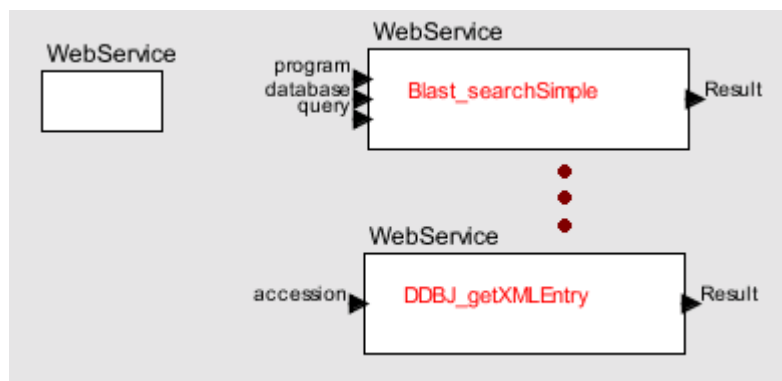 WebService
WebService
program
database
query
Blast_searchSimple
Result
WebService
accession
DDBJ_getXMLEntry
Result